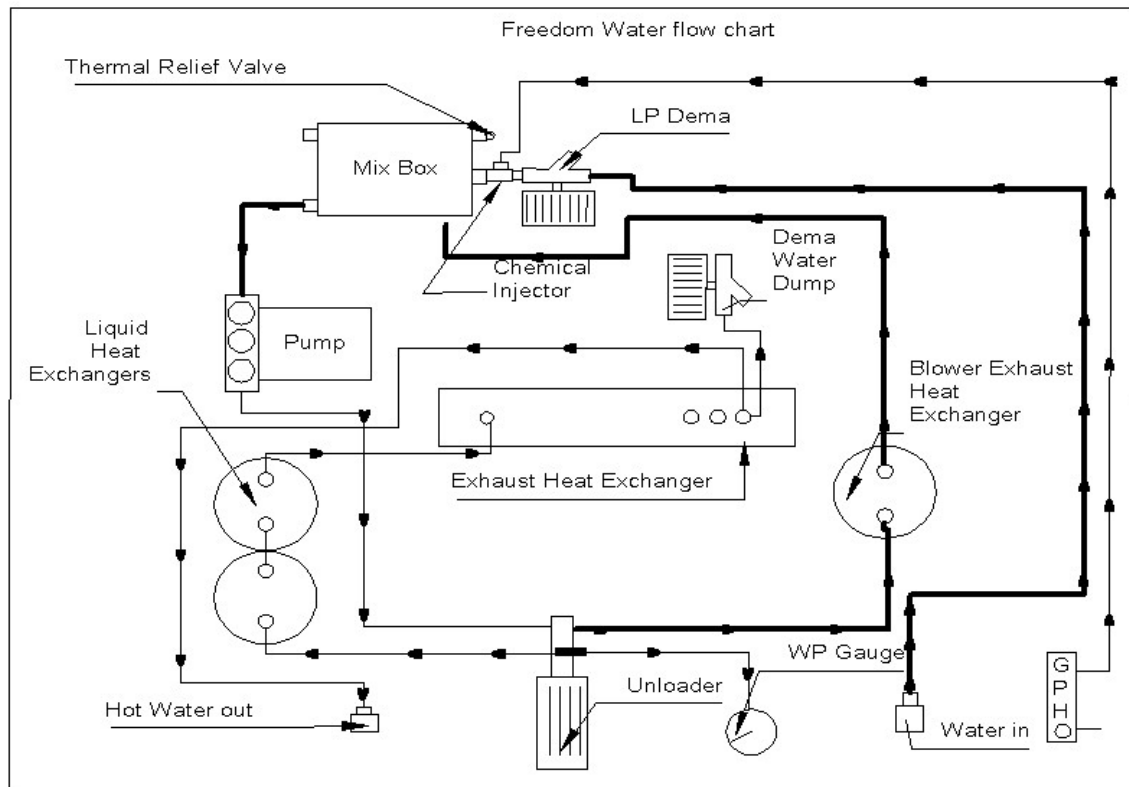 Freedom Water flow chart
Thermal Relief Valve
LP Dema
Mix Box
Dema
Water
Dump
Chemical
Injector
Liquid
Heat
Exchangers
Pump
Blower Exhaust
Heat
Exchanger
Exhaust Heat Exchanger
WP Gauge
G
P
H
O
Unloader
Hot Water out
Water in